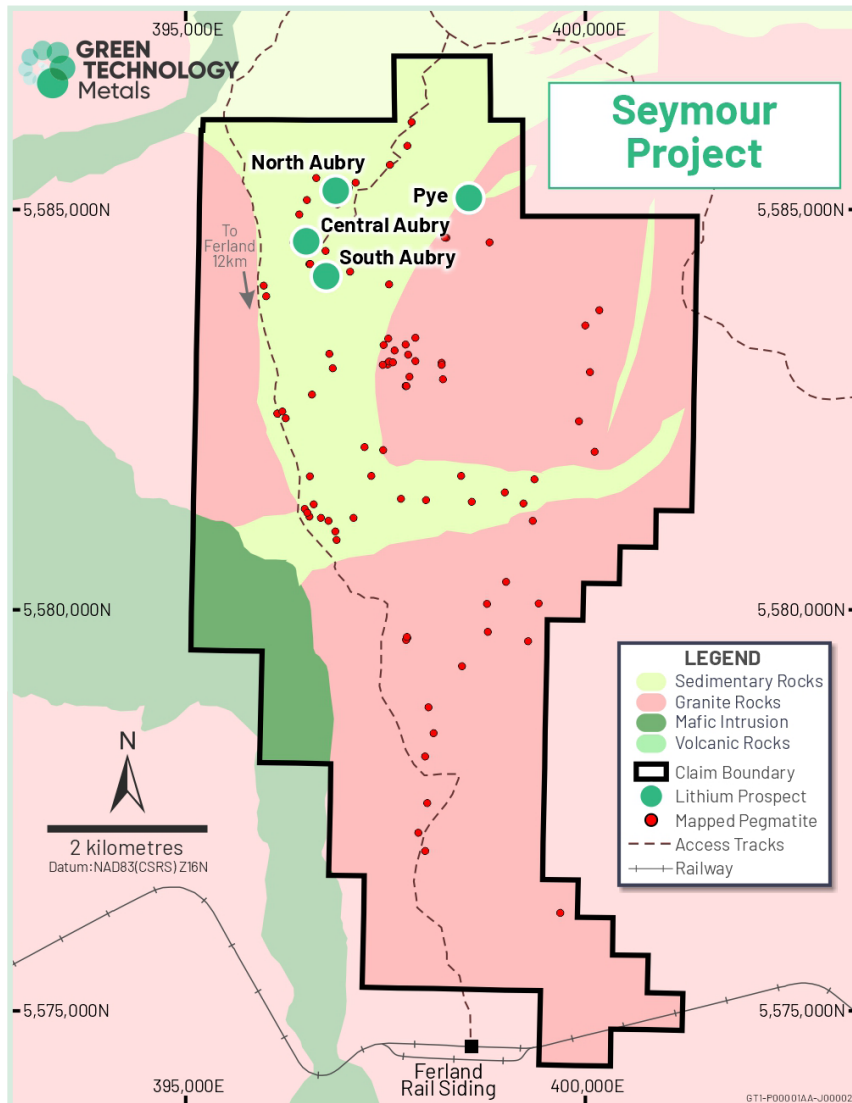 395,000E
400,000E
GREEN
TECHNOLOGY
Metals
Seymour
Project
North Aubry
Pye
5,585,000N
5,585,000N
Central Aubry
To
Ferland
12km
South Aubry
5,580,000N
5,580,000N
LEGEND
Sedimentary Rocks
Granite Rocks
Mafic Intrusion
Volcanic Rocks
Claim Boundary
Lithium Prospect
Mapped Pegmatite
Access Tracks
Railway
N
2 kilometres
Datum:NAD83(CSRS) Z16N
5,575,000N
5,575,000N
Ferland
Rail Siding
395,000E
400,000E
GT1-P00001AA-J00002